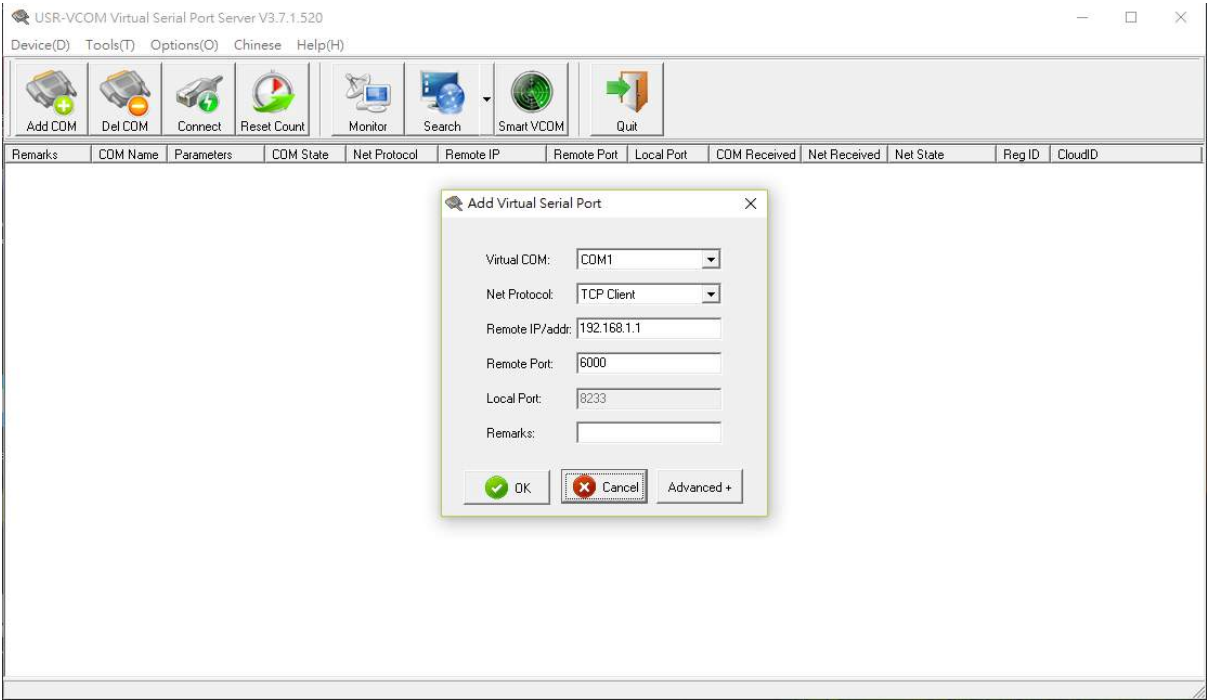 USR-VCOM Virtual Serial Port Server V3.7.1.520
Device(D) Tools(T) Options(O) Chinese Help(H)
Add COM Del COM Connect Reset Count Monitor Search Smart VCOM Quit
Remarks COM Name Parameters COM State Net Protocol Remote IP Remote Port Local Port COM Received Net Received Net State Reg ID CloudID
Add Virtual Serial Port
Virtual COM: COM1
Net Protocol: TCP Client
Remote IP/addr: 192.168.1.1
Remote Port: 6000
Local Port: 8233
Remarks:
OK Cancel Advanced +